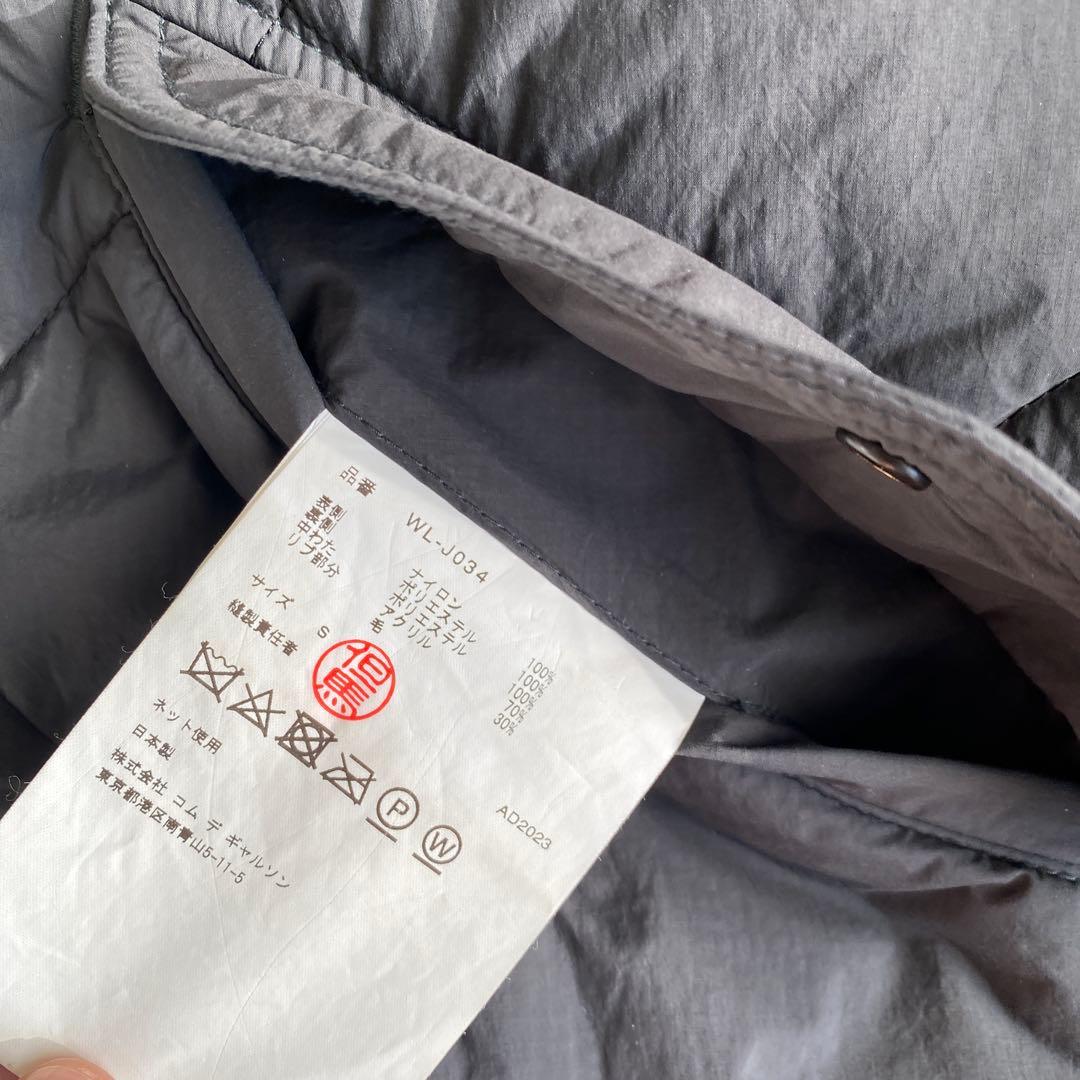 品番 WL-J034
表側 ナイロン 100%
裏側 ポリエステル 100%
中わた ポリエステル 100%
リブ部分 アクリル 70%
毛 30%
サイズ S
縫製責任者 但馬
P W
ネット使用
日本製 AD2023
株式会社 コム デ ギャルソン
東京都港区南青山5-11-5